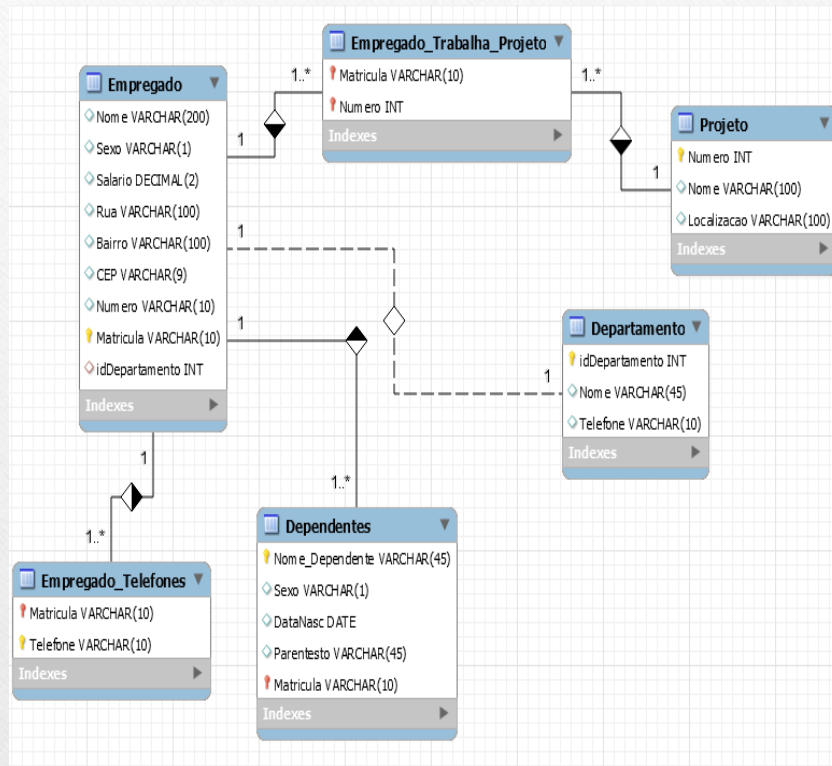 Empregado_Trabalha_Projeto
Matricula VARCHAR(10)
Numero INT
Indexes
1..*
1..*
Empregado
Nome VARCHAR(200)
Sexo VARCHAR(1)
Salario DECIMAL(2)
Rua VARCHAR(100)
Bairro VARCHAR(100)
CEP VARCHAR(9)
Numero VARCHAR(10)
Matricula VARCHAR(10)
idDepartamento INT
Indexes
1
1
1
1
Projeto
Numero INT
Nome VARCHAR(100)
Localizacao VARCHAR(100)
Indexes
1
Departamento
idDepartamento INT
Nome VARCHAR(45)
Telefone VARCHAR(10)
Indexes
1
1..*
Empregado_Telefones
Matricula VARCHAR(10)
Telefone VARCHAR(10)
Indexes
1..*
Dependentes
Nome_Dependente VARCHAR(45)
Sexo VARCHAR(1)
DataNasc DATE
Parentesto VARCHAR(45)
Matricula VARCHAR(10)
Indexes